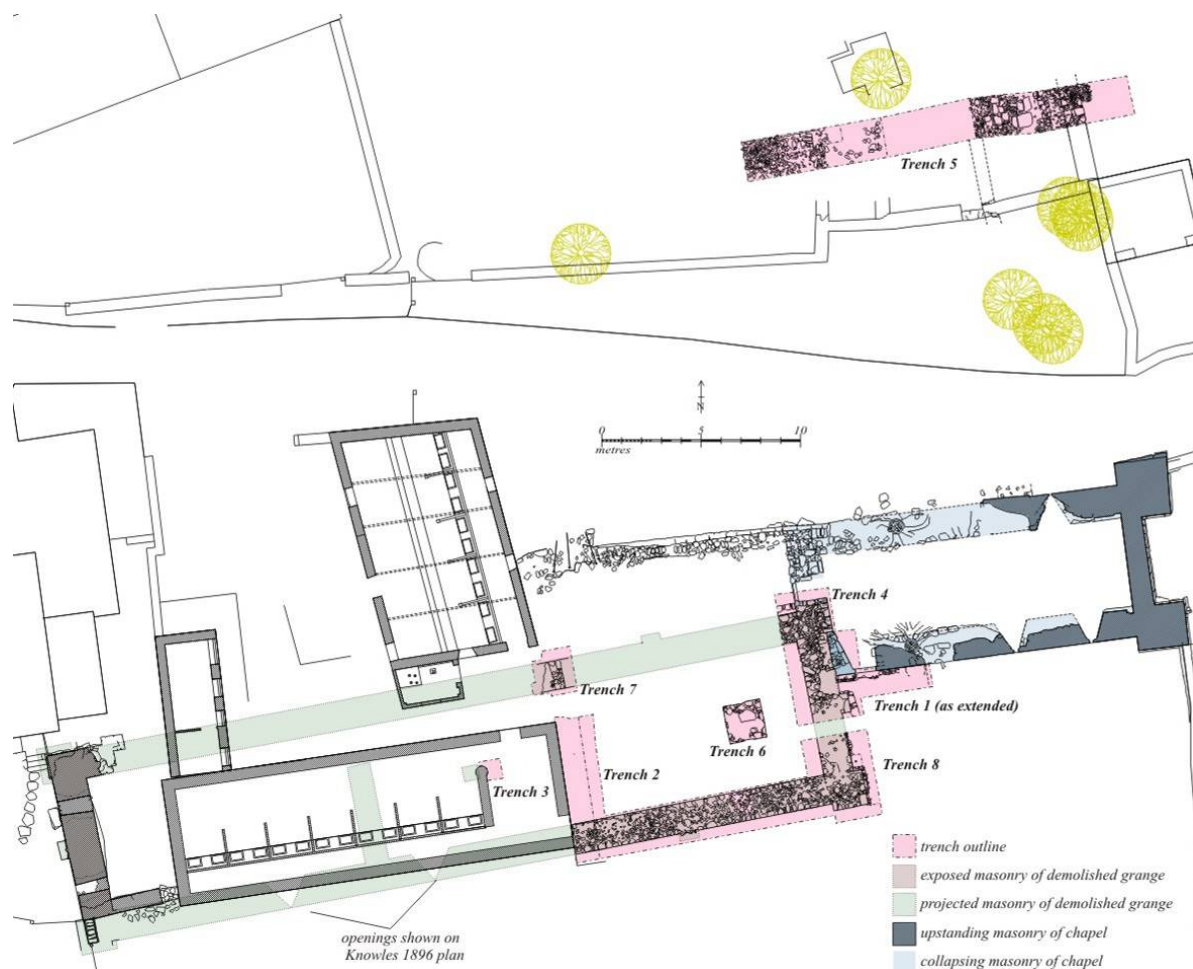 Trench 5
N
0 5 10
metres
Trench 4
Trench 7
Trench 1 (as extended)
Trench 6
Trench 2
Trench 8
Trench 3
trench outline
exposed masonry of demolished grange
projected masonry of demolished grange
upstanding masonry of chapel
collapsing masonry of chapel
openings shown on
Knowles 1896 plan